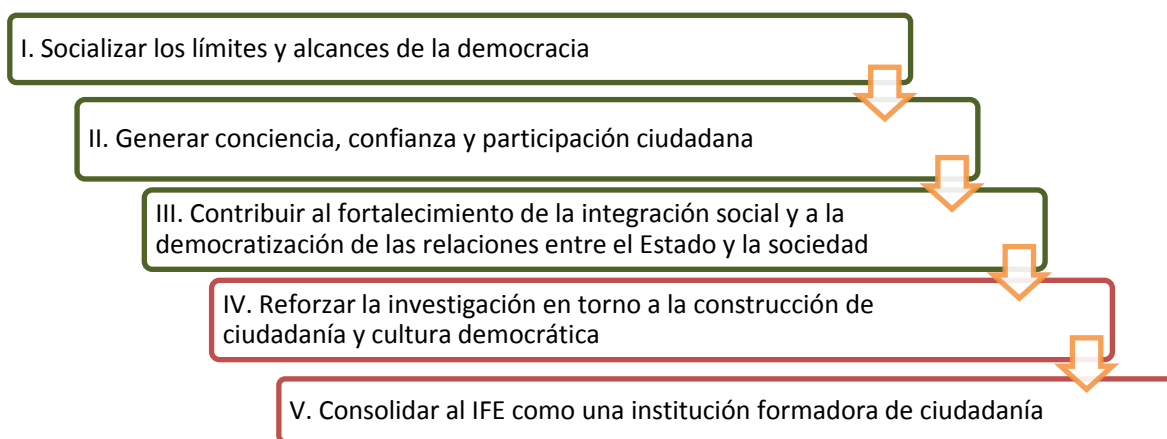 I. Socializar los límites y alcances de la democracia
II. Generar conciencia, confianza y participación ciudadana
III. Contribuir al fortalecimiento de la integración social y a la
democratización de las relaciones entre el Estado y la sociedad
IV. Reforzar la investigación en torno a la construcción de
ciudadanía y cultura democrática
V. Consolidar al IFE como una institución formadora de ciudadanía